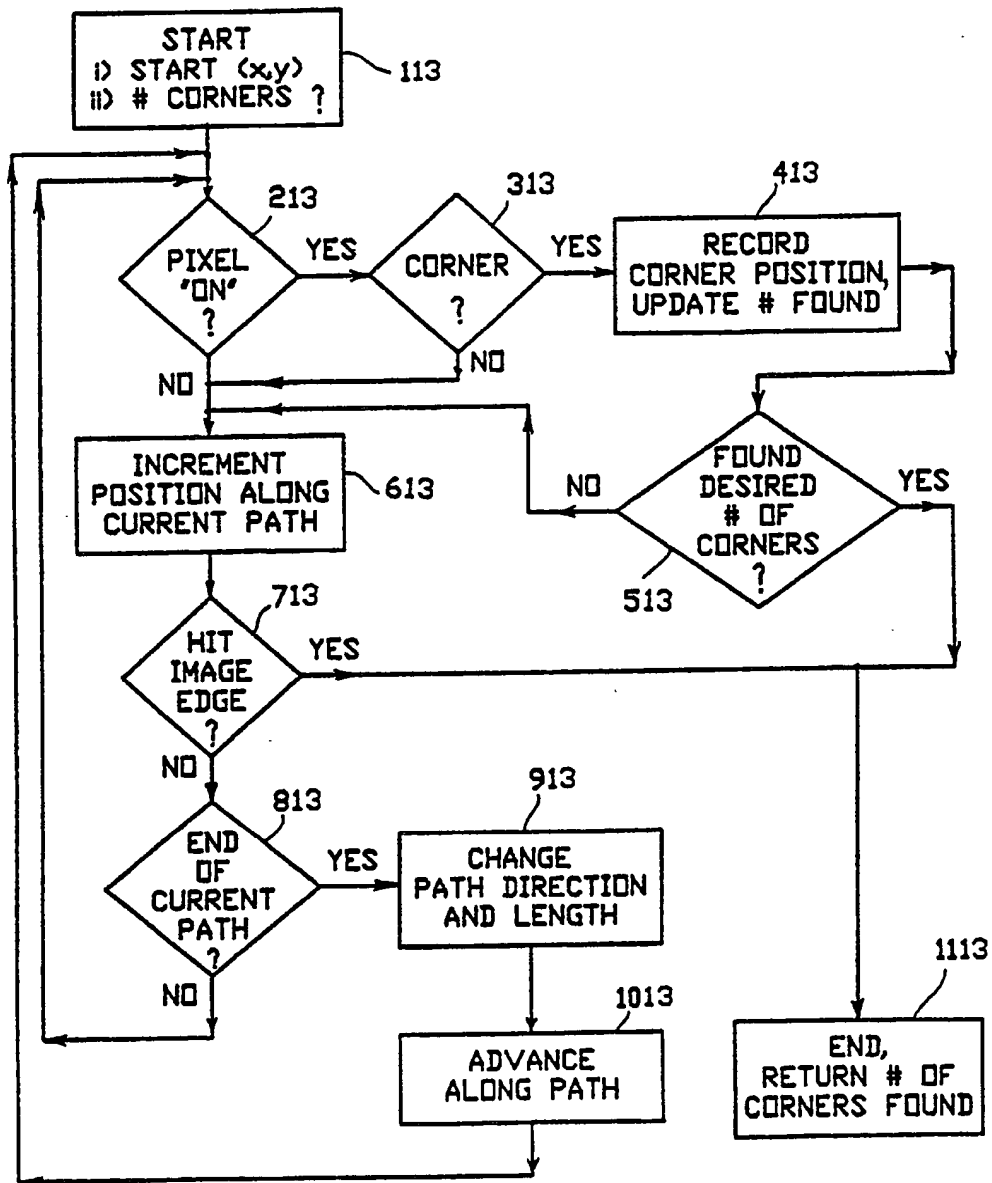 START
i) START (x,y)
ii) # CORNERS ?
113
213
PIXEL
"ON"
?
YES
NO
313
CORNER
?
YES
NO
413
RECORD
CORNER POSITION,
UPDATE # FOUND
FOUND
DESIRED
# OF
CORNERS
?
NO
YES
513
INCREMENT
POSITION ALONG
CURRENT PATH
613
713
HIT
IMAGE
EDGE
?
YES
NO
813
END
OF
CURRENT
PATH
?
YES
NO
913
CHANGE
PATH DIRECTION
AND LENGTH
1013
ADVANCE
ALONG PATH
1113
END,
RETURN # OF
CORNERS FOUND